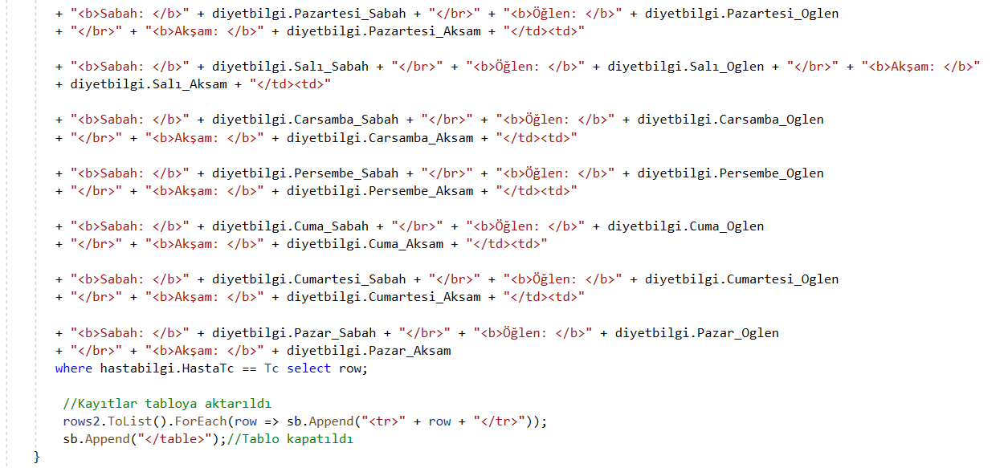 + "<b>Sabah: </b>" + diyetbilgi.Pazartesi_Sabah + "</br>" + "<b>Öğlen: </b>" + diyetbilgi.Pazartesi_Oglen
+ "</br>" + "<b>Akşam: </b>" + diyetbilgi.Pazartesi_Aksam + "</td><td>"
+ "<b>Sabah: </b>" + diyetbilgi.Salı_Sabah + "</br>" + "<b>Öğlen: </b>" + diyetbilgi.Salı_Oglen + "</br>" + "<b>Akşam: </b>"
+ diyetbilgi.Salı_Aksam + "</td><td>"
+ "<b>Sabah: </b>" + diyetbilgi.Carsamba_Sabah + "</br>" + "<b>Öğlen: </b>" + diyetbilgi.Carsamba_Oglen
+ "</br>" + "<b>Akşam: </b>" + diyetbilgi.Carsamba_Aksam + "</td><td>"
+ "<b>Sabah: </b>" + diyetbilgi.Persembe_Sabah + "</br>" + "<b>Öğlen: </b>" + diyetbilgi.Persembe_Oglen
+ "</br>" + "<b>Akşam: </b>" + diyetbilgi.Persembe_Aksam + "</td><td>"
+ "<b>Sabah: </b>" + diyetbilgi.Cuma_Sabah + "</br>" + "<b>Öğlen: </b>" + diyetbilgi.Cuma_Oglen
+ "</br>" + "<b>Akşam: </b>" + diyetbilgi.Cuma_Aksam + "</td><td>"
+ "<b>Sabah: </b>" + diyetbilgi.Cumartesi_Sabah + "</br>" + "<b>Öğlen: </b>" + diyetbilgi.Cumartesi_Oglen
+ "</br>" + "<b>Akşam: </b>" + diyetbilgi.Cumartesi_Aksam + "</td><td>"
+ "<b>Sabah: </b>" + diyetbilgi.Pazar_Sabah + "</br>" + "<b>Öğlen: </b>" + diyetbilgi.Pazar_Oglen
+ "</br>" + "<b>Akşam: </b>" + diyetbilgi.Pazar_Aksam
where hastabilgi.HastaTc == Tc select row;
//Kayıtlar tabloya aktarıldı
rows2.ToList().ForEach(row => sb.Append("<tr>" + row + "</tr>"));
sb.Append("</table>");//Tablo kapatıldı
}